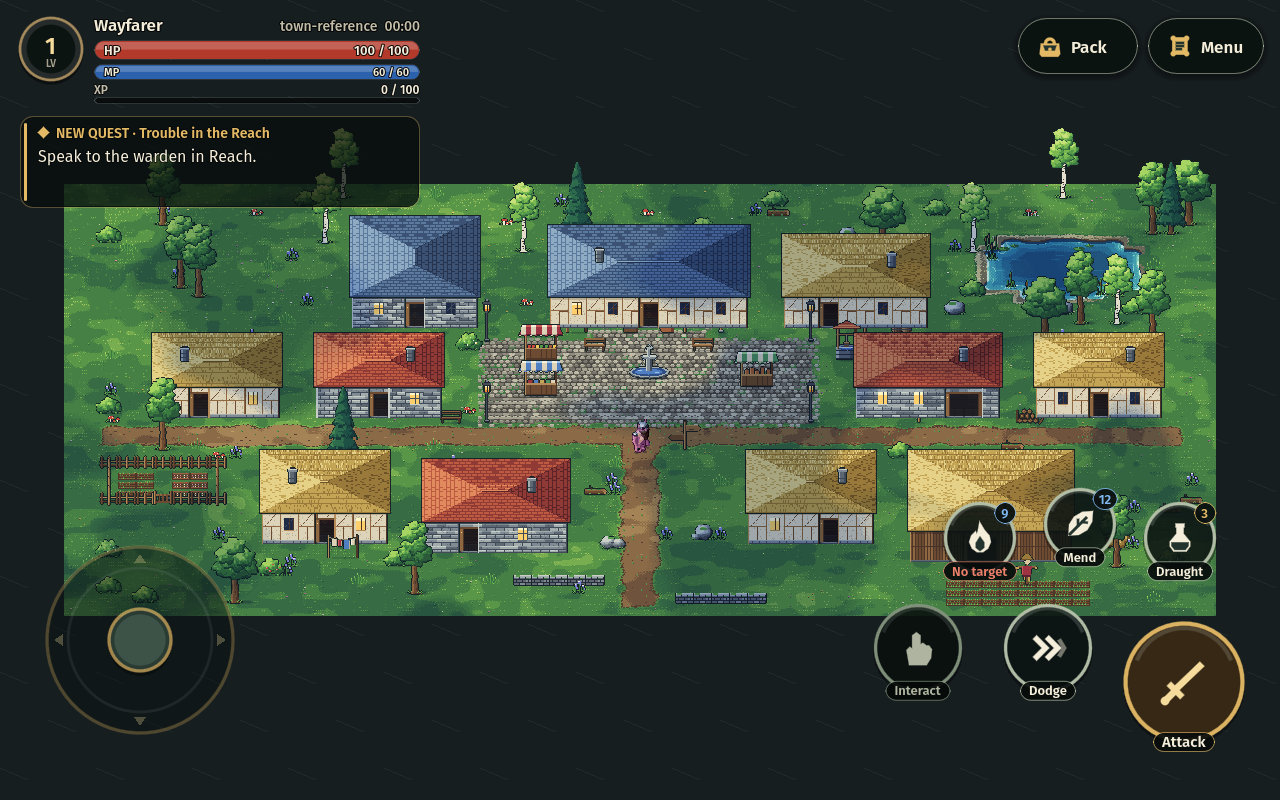 Wayfarer
town-reference 00:00
1
LV
HP 100 / 100
MP 60 / 60
XP 0 / 100
Pack
Menu
NEW QUEST · Trouble in the Reach
Speak to the warden in Reach.
9
No target
12
Mend
3
Draught
Interact
Dodge
Attack